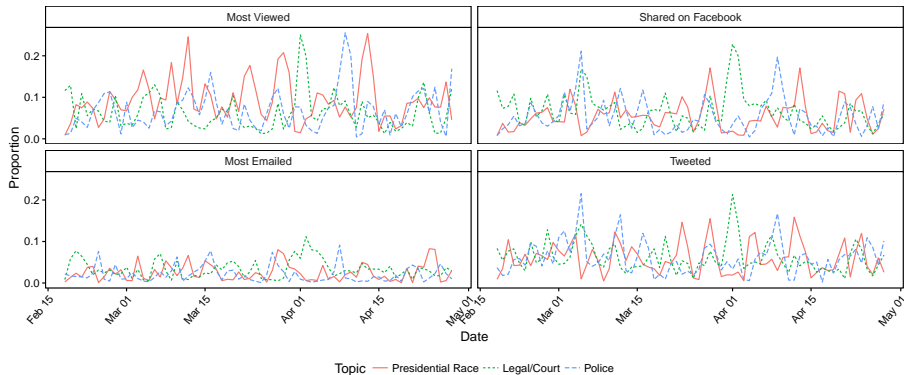 Most Viewed
Shared on Facebook
0.2
0.1
0.0
Most Emailed
Tweeted
0.2
0.1
0.0
Proportion
Feb 15
Mar 01
Mar 15
Apr 01
Apr 15
May 01
Feb 15
Mar 01
Mar 15
Apr 01
Apr 15
May 01
Date
Topic Presidential Race Legal/Court Police